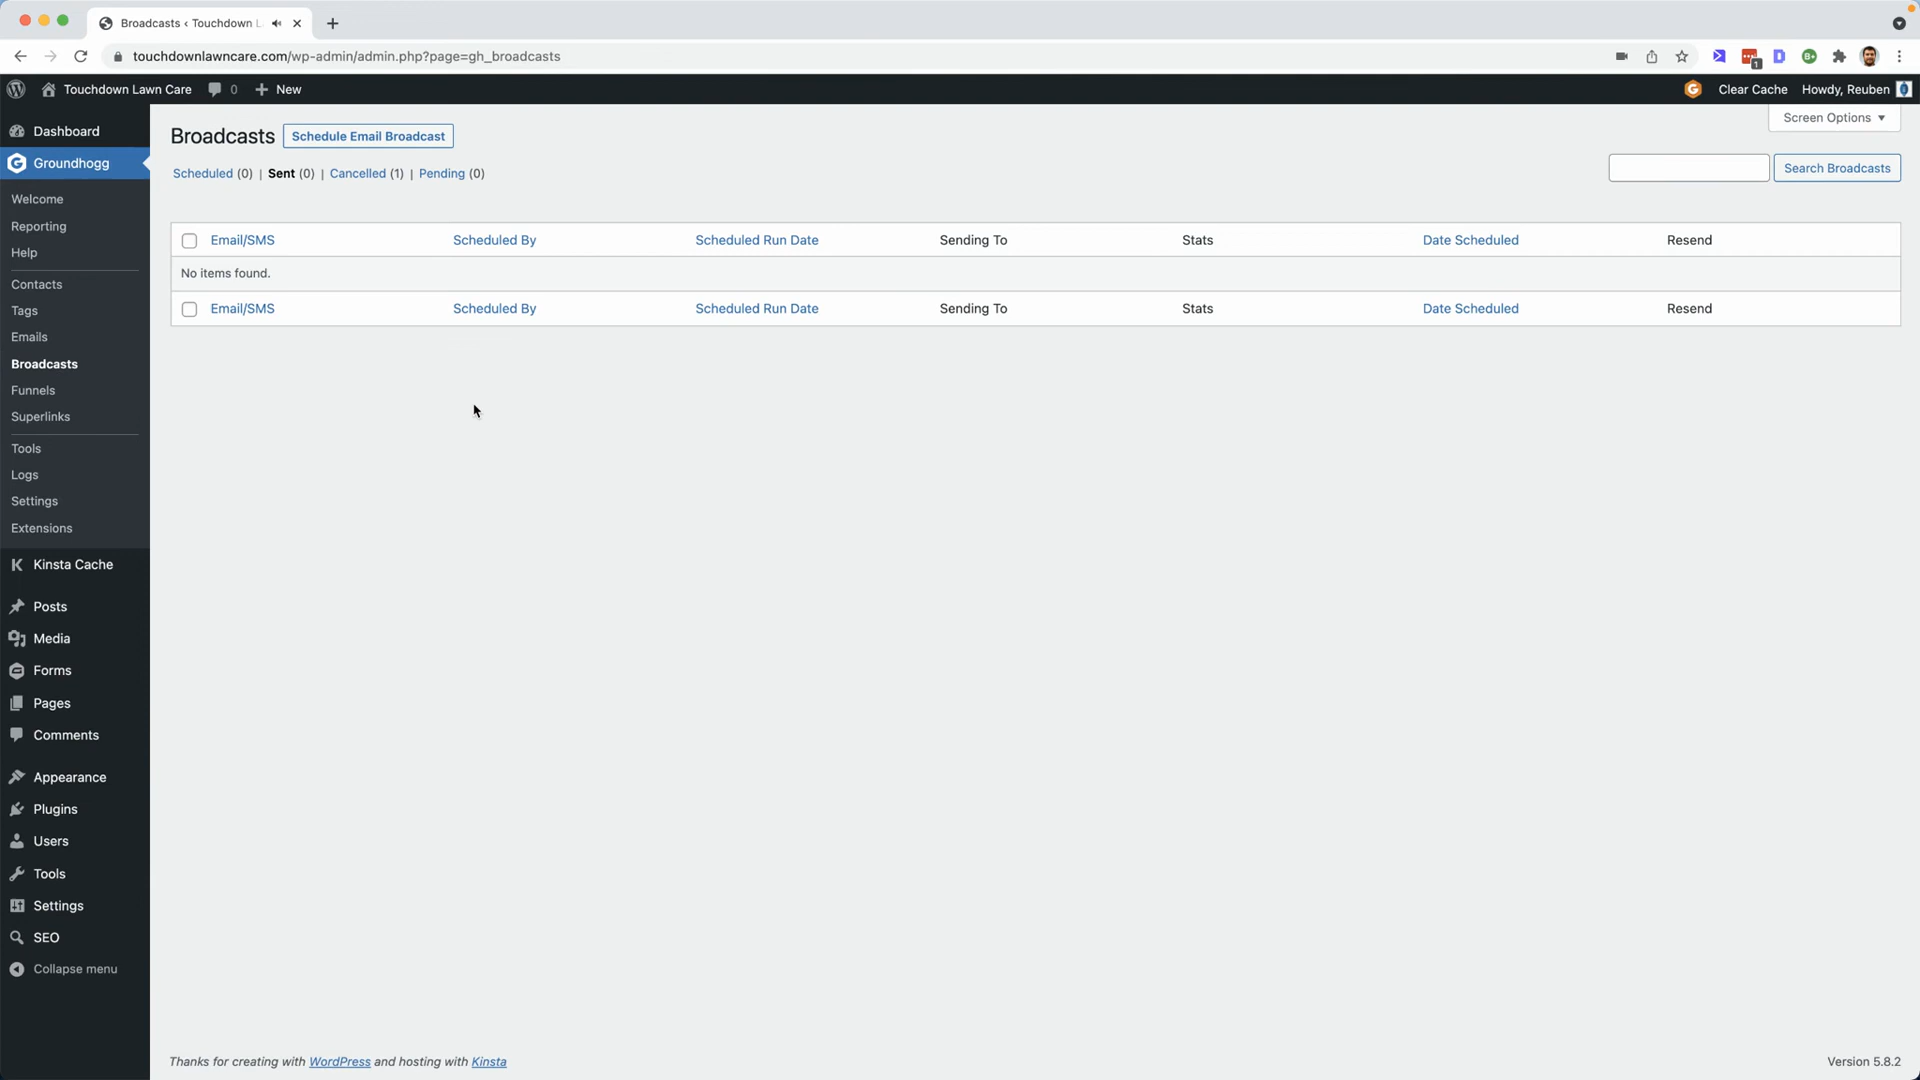 Broadcasts ‹ Touchdown L
touchdownlawncare.com/wp-admin/admin.php?page=gh_broadcasts
1
Touchdown Lawn Care 0 New Clear Cache Howdy, Reuben
Screen Options
Dashboard
Groundhogg
Welcome
Reporting
Help
Contacts
Tags
Emails
Broadcasts
Funnels
Superlinks
Tools
Logs
Settings
Extensions
Kinsta Cache
Posts
Media
Forms
Pages
Comments
Appearance
Plugins
Users
Tools
Settings
SEO
Collapse menu
Broadcasts Schedule Email Broadcast
Scheduled (0) | Sent (0) | Cancelled (1) | Pending (0)
Search Broadcasts
Email/SMS Scheduled By Scheduled Run Date Sending To Stats Date Scheduled Resend
No items found.
Email/SMS Scheduled By Scheduled Run Date Sending To Stats Date Scheduled Resend
Thanks for creating with WordPress and hosting with Kinsta
Version 5.8.2